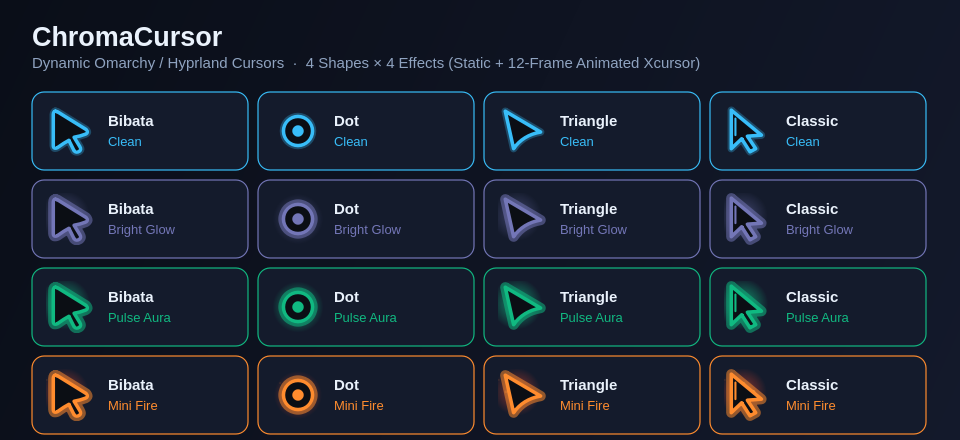 ChromaCursor
Dynamic Omarchy / Hyprland Cursors · 4 Shapes × 4 Effects (Static + 12-Frame Animated Xcursor)
Bibata
Clean
Dot
Clean
Triangle
Clean
Classic
Clean
Bibata
Bright Glow
Dot
Bright Glow
Triangle
Bright Glow
Classic
Bright Glow
Bibata
Pulse Aura
Dot
Pulse Aura
Triangle
Pulse Aura
Classic
Pulse Aura
Bibata
Mini Fire
Dot
Mini Fire
Triangle
Mini Fire
Classic
Mini Fire